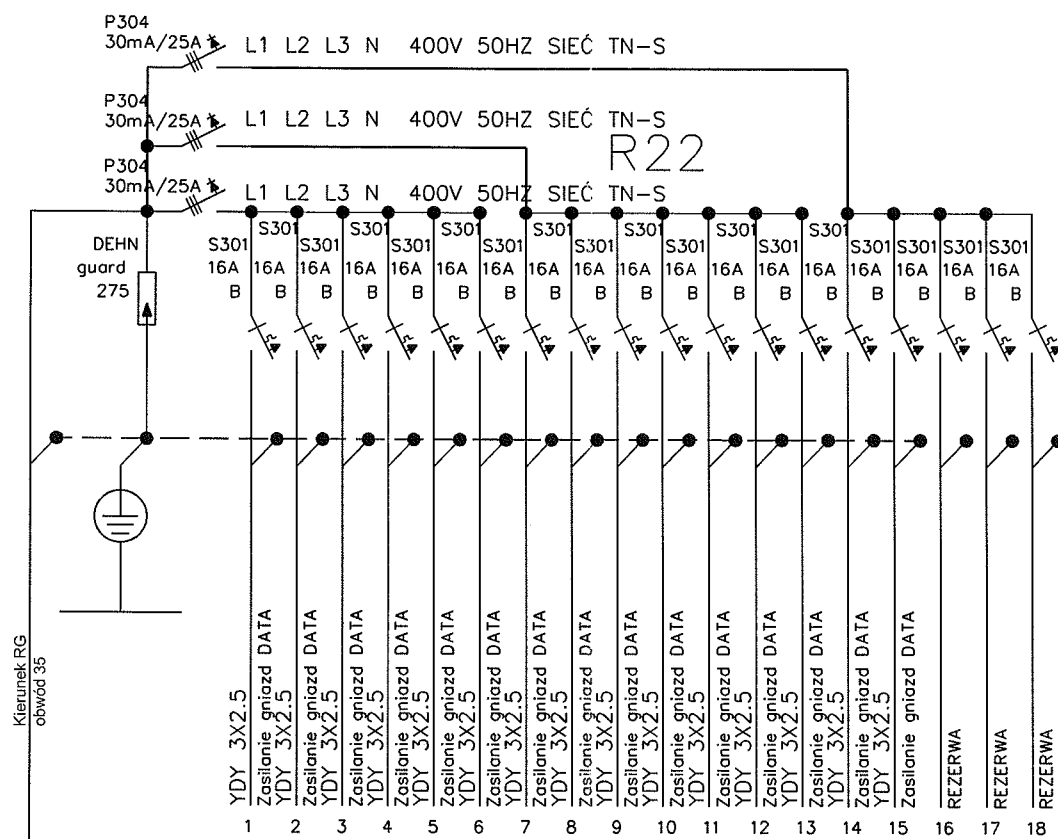 P304
30mA/25A L1 L2 L3 N 400V 50HZ SIEĆ TN-S
P304
30mA/25A L1 L2 L3 N 400V 50HZ SIEĆ TN-S
R22
P304
30mA/25A L1 L2 L3 N 400V 50HZ SIEĆ TN-S
DEHN
guard
275
S301 S301 S301 S301 S301 S301 S301 S301 S301 S301 S301 S301 S301 S301 S301 S301 S301 S301
16A 16A 16A 16A 16A 16A 16A 16A 16A 16A 16A 16A 16A 16A 16A 16A 16A 16A
B B B B B B B B B B B B B B B B B B
Kierunek RG
obwód 35
YDY 3X2.5
Zasilanie gniazd DATA
YDY 3X2.5
Zasilanie gniazd DATA
YDY 3X2.5
Zasilanie gniazd DATA
YDY 3X2.5
Zasilanie gniazd DATA
YDY 3X2.5
Zasilanie gniazd DATA
YDY 3X2.5
Zasilanie gniazd DATA
YDY 3X2.5
Zasilanie gniazd DATA
YDY 3X2.5
Zasilanie gniazd DATA
YDY 3X2.5
Zasilanie gniazd DATA
YDY 3X2.5
Zasilanie gniazd DATA
YDY 3X2.5
Zasilanie gniazd DATA
YDY 3X2.5
Zasilanie gniazd DATA
YDY 3X2.5
Zasilanie gniazd DATA
YDY 3X2.5
Zasilanie gniazd DATA
YDY 3X2.5
Zasilanie gniazd DATA
REZERWA
REZERWA
REZERWA
1 2 3 4 5 6 7 8 9 10 11 12 13 14 15 16 17 18